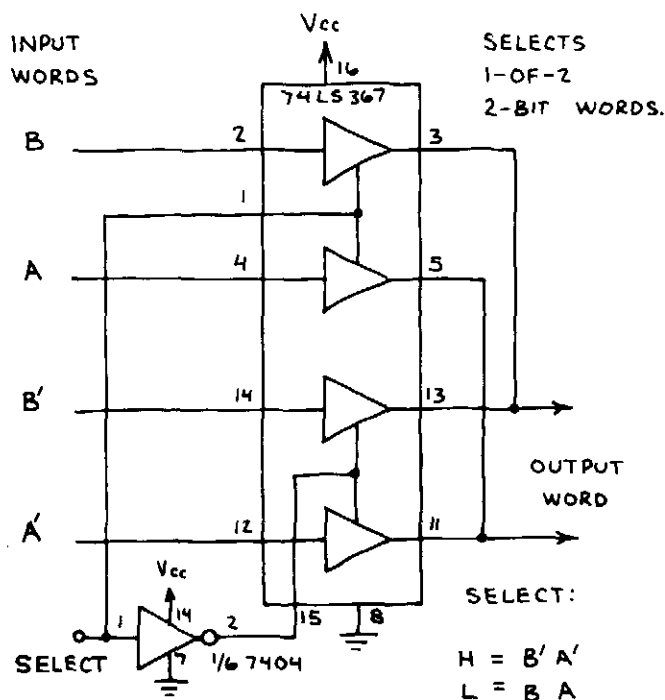 INPUT
WORDS
Vcc
16
74LS367
SELECTS
1-OF-2
2-BIT WORDS.
B
2
3
1
A
4
5
B'
14
13
OUTPUT
WORD
A'
12
11
Vcc
1
14
2
15
8
SELECT
7
1/6 7404
SELECT:
H = B' A'
L = B A